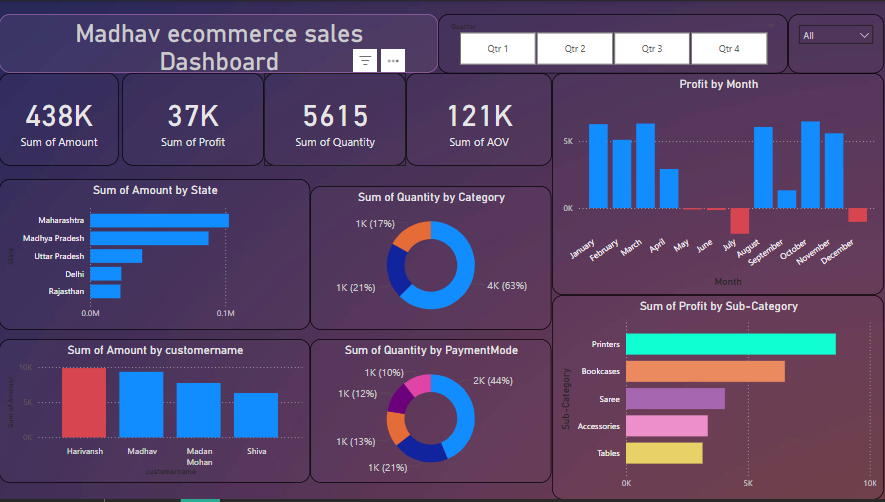 Madhav ecommerce sales
Dashboard
Quarter
Qtr 1
Qtr 2
Qtr 3
Qtr 4
All
438K
Sum of Amount
37K
Sum of Profit
5615
Sum of Quantity
121K
Sum of AOV
Profit by Month
5K
0K
January
February
March
April
May
June
July
August
September
October
November
December
Month
Sum of Amount by State
State
Maharashtra
Madhya Pradesh
Uttar Pradesh
Delhi
Rajasthan
0.0M
0.1M
Sum of Quantity by Category
1K (17%)
1K (21%)
4K (63%)
Sum of Profit by Sub-Category
Sub-Category
Printers
Bookcases
Saree
Accessories
Tables
0K
5K
10K
Sum of Amount by customername
Sum of Amount
10K
5K
0K
Harivansh
Madhav
Madan
Mohan
Shiva
customername
Sum of Quantity by PaymentMode
1K (10%)
1K (12%)
1K (13%)
1K (21%)
2K (44%)